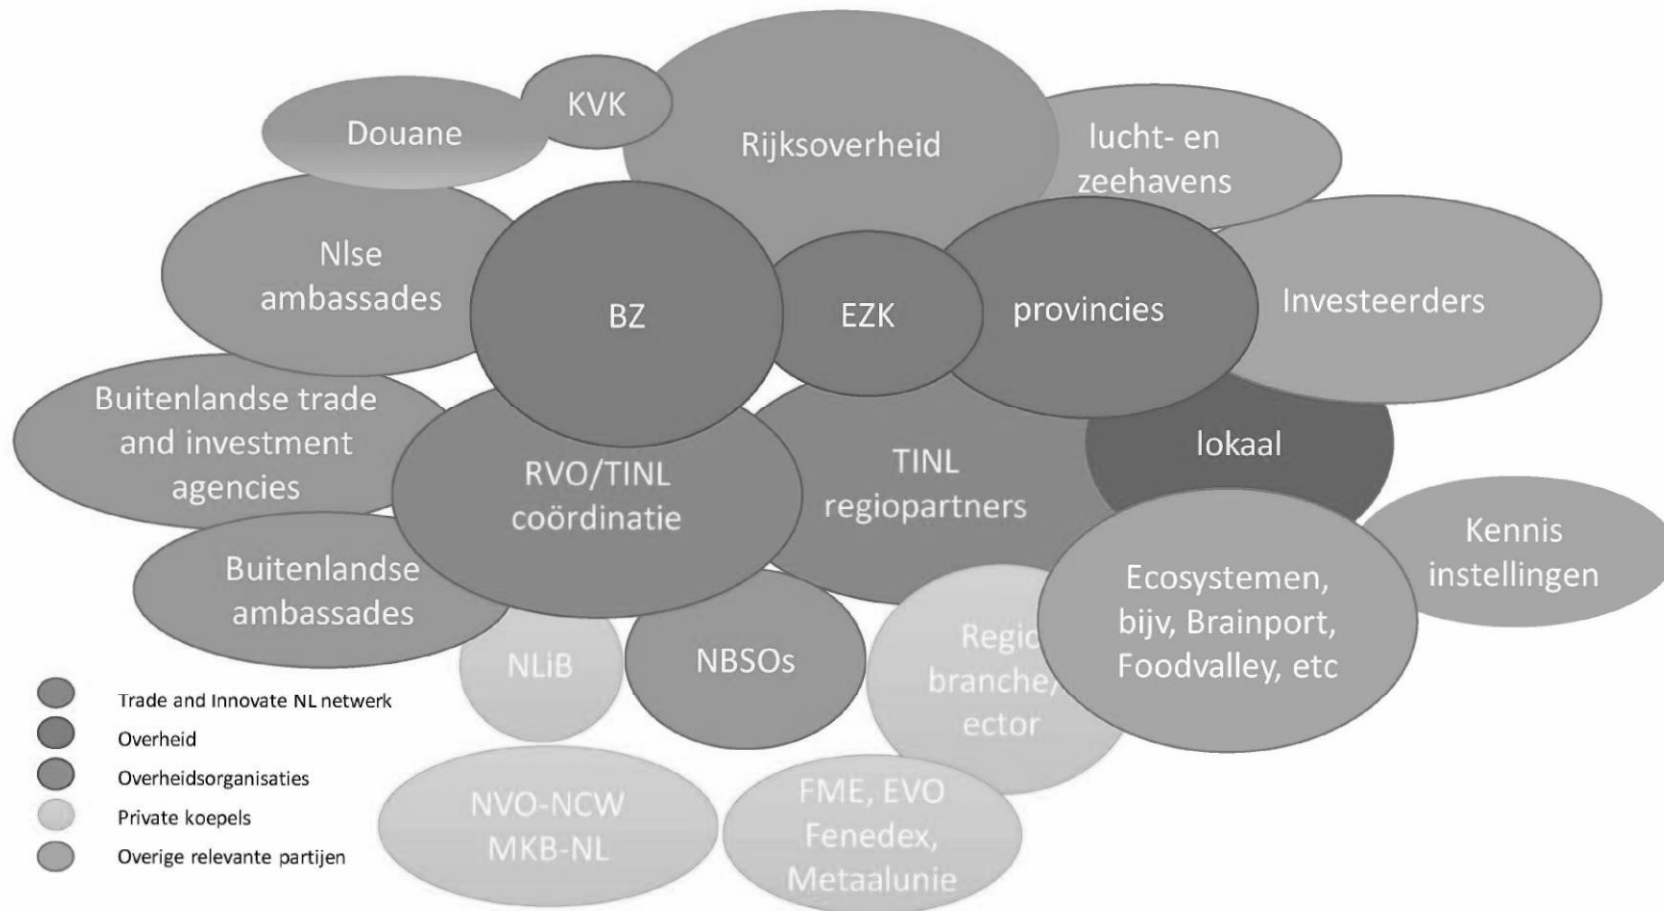 KVK
Douane
Rijksoverheid
lucht- en
zeehavens
Nlse
ambassades
BZ
EZK
provincies
Investeerders
Buitenlandse trade
and investment
agencies
RVO/TINL
coördinatie
TINL
regiopartners
lokaal
Kennis
instellingen
Buitenlandse
ambassades
Ecosystemen,
bijv, Brainport,
Foodvalley, etc
NLiB
NBSOs
Regio
branche/
ector
Trade and Innovate NL netwerk
Overheid
Overheidsorganisaties
Private koepels
Overige relevante partijen
NVO-NCW
MKB-NL
FME, EVO
Fenedex,
Metaalunie